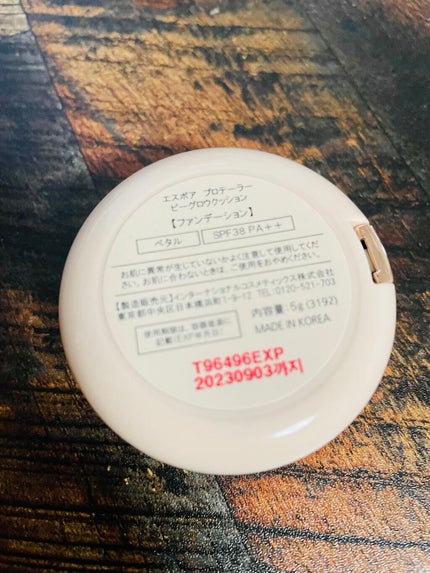 エスポア プロテーラー
ビーグロウクッション
【ファンデーション】
ペタル SPF38 PA++
お肌に異常が生じていないかよく注意して使用してくだ
さい。お肌に合わないときは、ご使用をおやめください。
【製造販売元】インターナショナルコスメティックス株式会社
東京都中央区日本橋浜町1-9-12 TEL:0120-521-703
使用期限は、容器底面に
記載(EXP年月日)
内容量:5g (3192)
MADE IN KOREA
T96496EXP
20230903까지